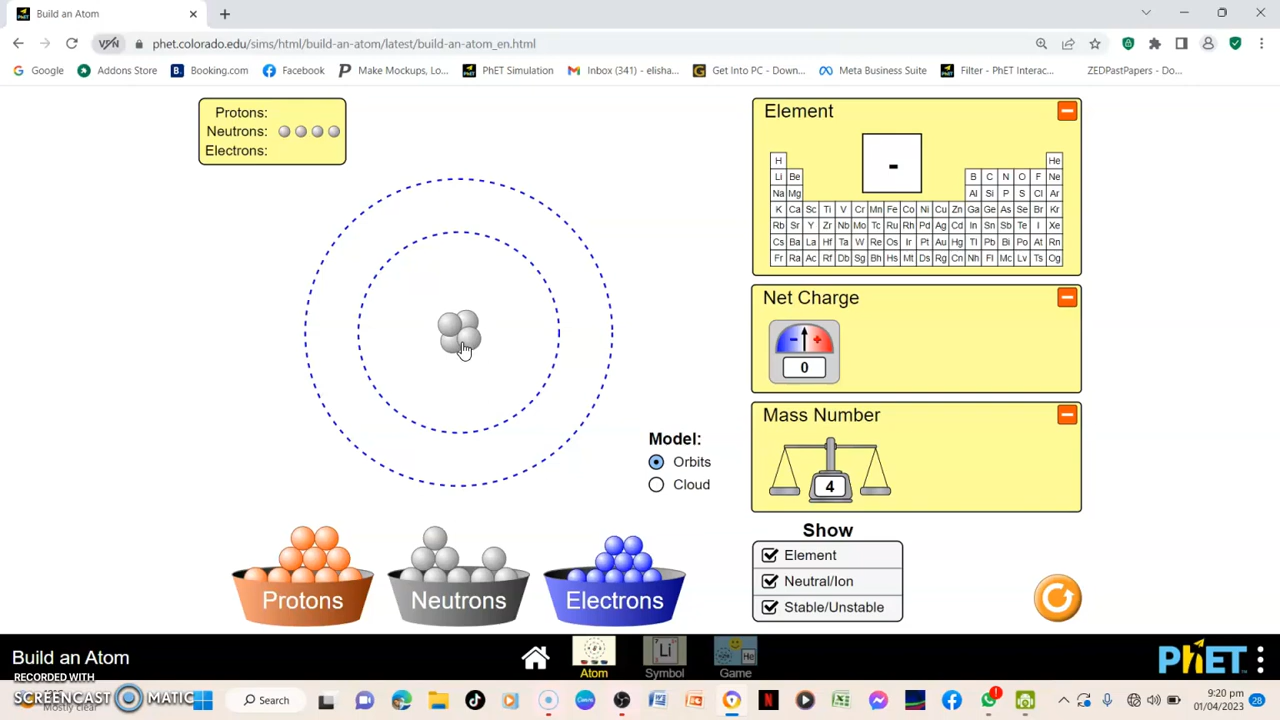 Build an Atom
phet.colorado.edu/sims/html/build-an-atom/latest/build-an-atom_en.html
Google Addons Store Booking.com Facebook Make Mockups, Lo... PhET Simulation Inbox (341) - elisha... Get Into PC - Down... Meta Business Suite Filter - PhET Interac... ZEDPastPapers - Do...
Protons:
Neutrons:
Electrons:
Element
-
H He
Li Be B C N O F Ne
Na Mg Al Si P S Cl Ar
K Ca Sc Ti V Cr Mn Fe Co Ni Cu Zn Ga Ge As Se Br Kr
Rb Sr Y Zr Nb Mo Tc Ru Rh Pd Ag Cd In Sn Sb Te I Xe
Cs Ba La Hf Ta W Re Os Ir Pt Au Hg Tl Pb Bi Po At Rn
Fr Ra Ac Rf Db Sg Bh Hs Mt Ds Rg Cn Nh Fl Mc Lv Ts Og
Net Charge
- +
0
Mass Number
4
Model:
Orbits
Cloud
Show
Element
Neutral/Ion
Stable/Unstable
Protons
Neutrons
Electrons
Build an Atom
Atom
Symbol
Game
PhET
RECORDED WITH
SCREENCAST MATIC
Mostly clear
Search
9:20 pm
01/04/2023
28